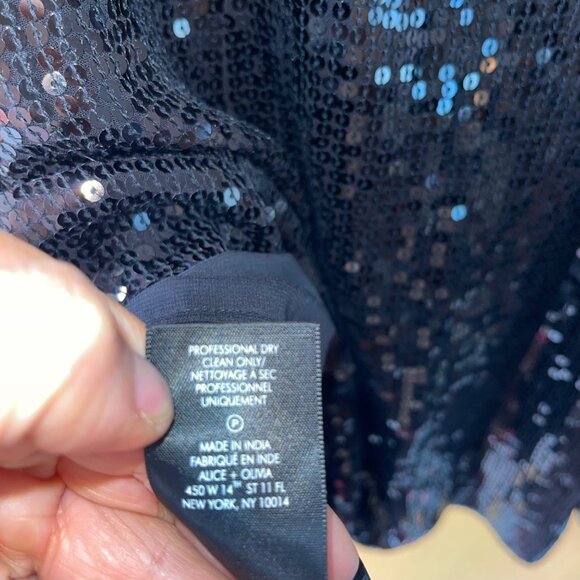 PROFESSIONAL DRY
CLEAN ONLY/
NETTOYAGE A SEC
PROFESSIONNEL
UNIQUEMENT
P
MADE IN INDIA
FABRIQUÉ EN INDE
ALICE + OLIVIA
450 W 14TH ST 11 FL
NEW YORK, NY 10014